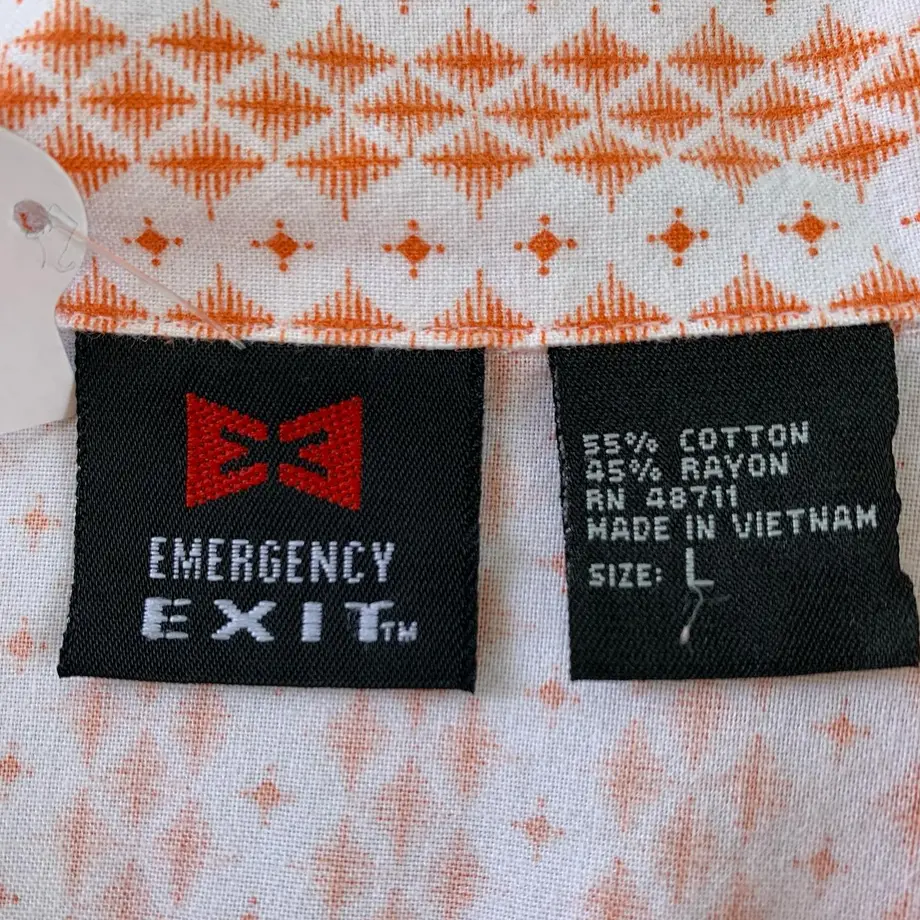 EMERGENCY
EXIT™
55% COTTON
45% RAYON
RN 48711
MADE IN VIETNAM
SIZE: L